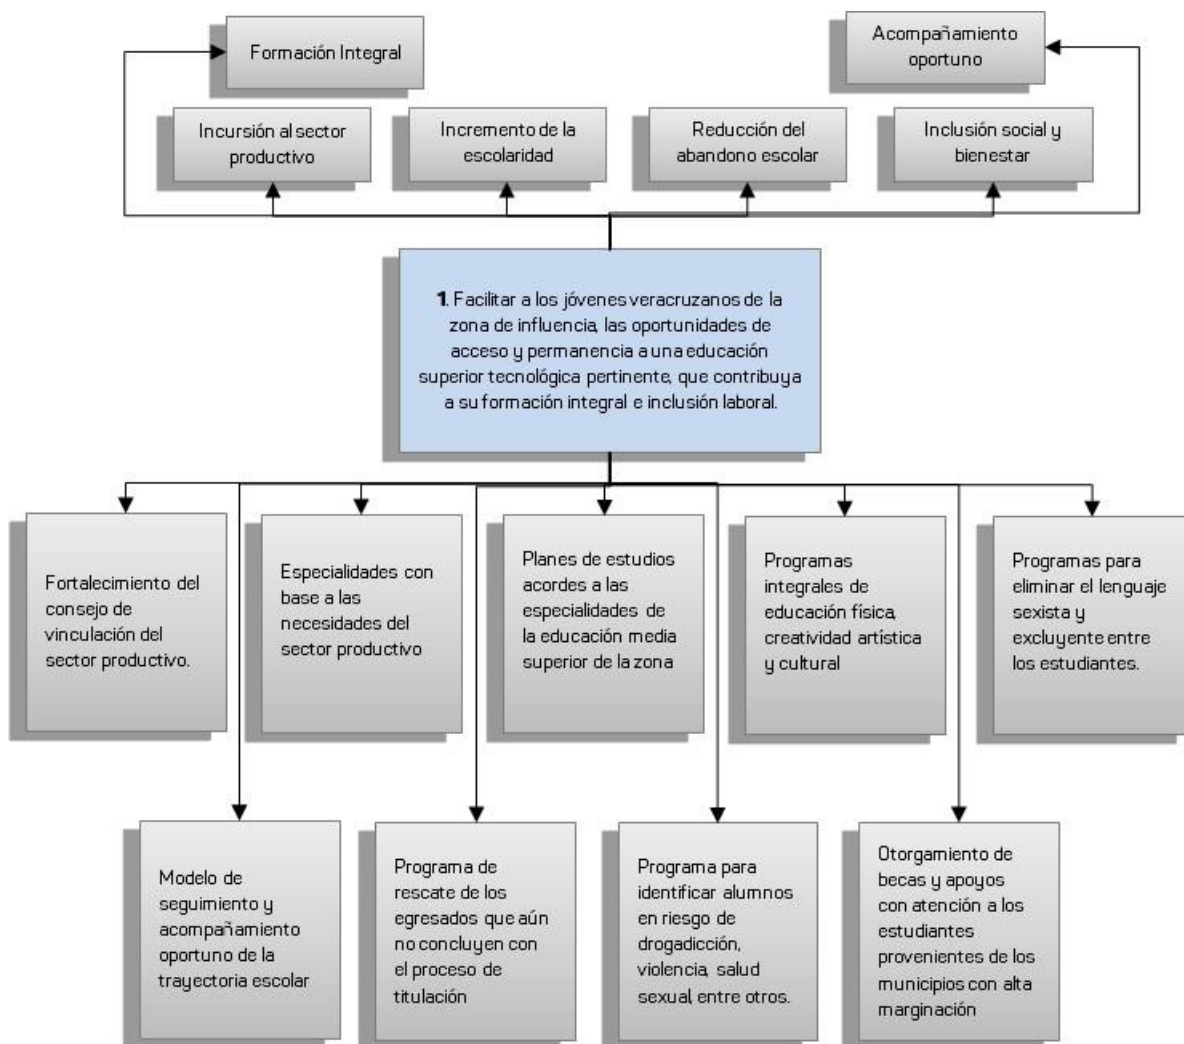 Formación Integral
Acompañamiento
oportuno
Incursión al sector
productivo
Incremento de la
escolaridad
Reducción del
abandono escolar
Inclusión social y
bienestar
1. Facilitar a los jóvenes veracruzanos de la
zona de influencia, las oportunidades de
acceso y permanencia a una educación
superior tecnológica pertinente, que contribuya
a su formación integral e inclusión laboral.
Fortalecimiento del
consejo de
vinculación del
sector productivo.
Especialidades con
base a las
necesidades del
sector productivo
Planes de estudios
acordes a las
especialidades de
la educación media
superior de la zona
Programas
integrales de
educación física,
creatividad artística
y cultural
Programas para
eliminar el lenguaje
sexista y
excluyente entre
los estudiantes.
Modelo de
seguimiento y
acompañamiento
oportuno de la
trayectoria escolar
Programa de
rescate de los
egresados que aún
no concluyen con
el proceso de
titulación
Programa para
identificar alumnos
en riesgo de
drogadicción,
violencia, salud
sexual, entre otros.
Otorgamiento de
becas y apoyos
con atención a los
estudiantes
provenientes de los
municipios con alta
marginación